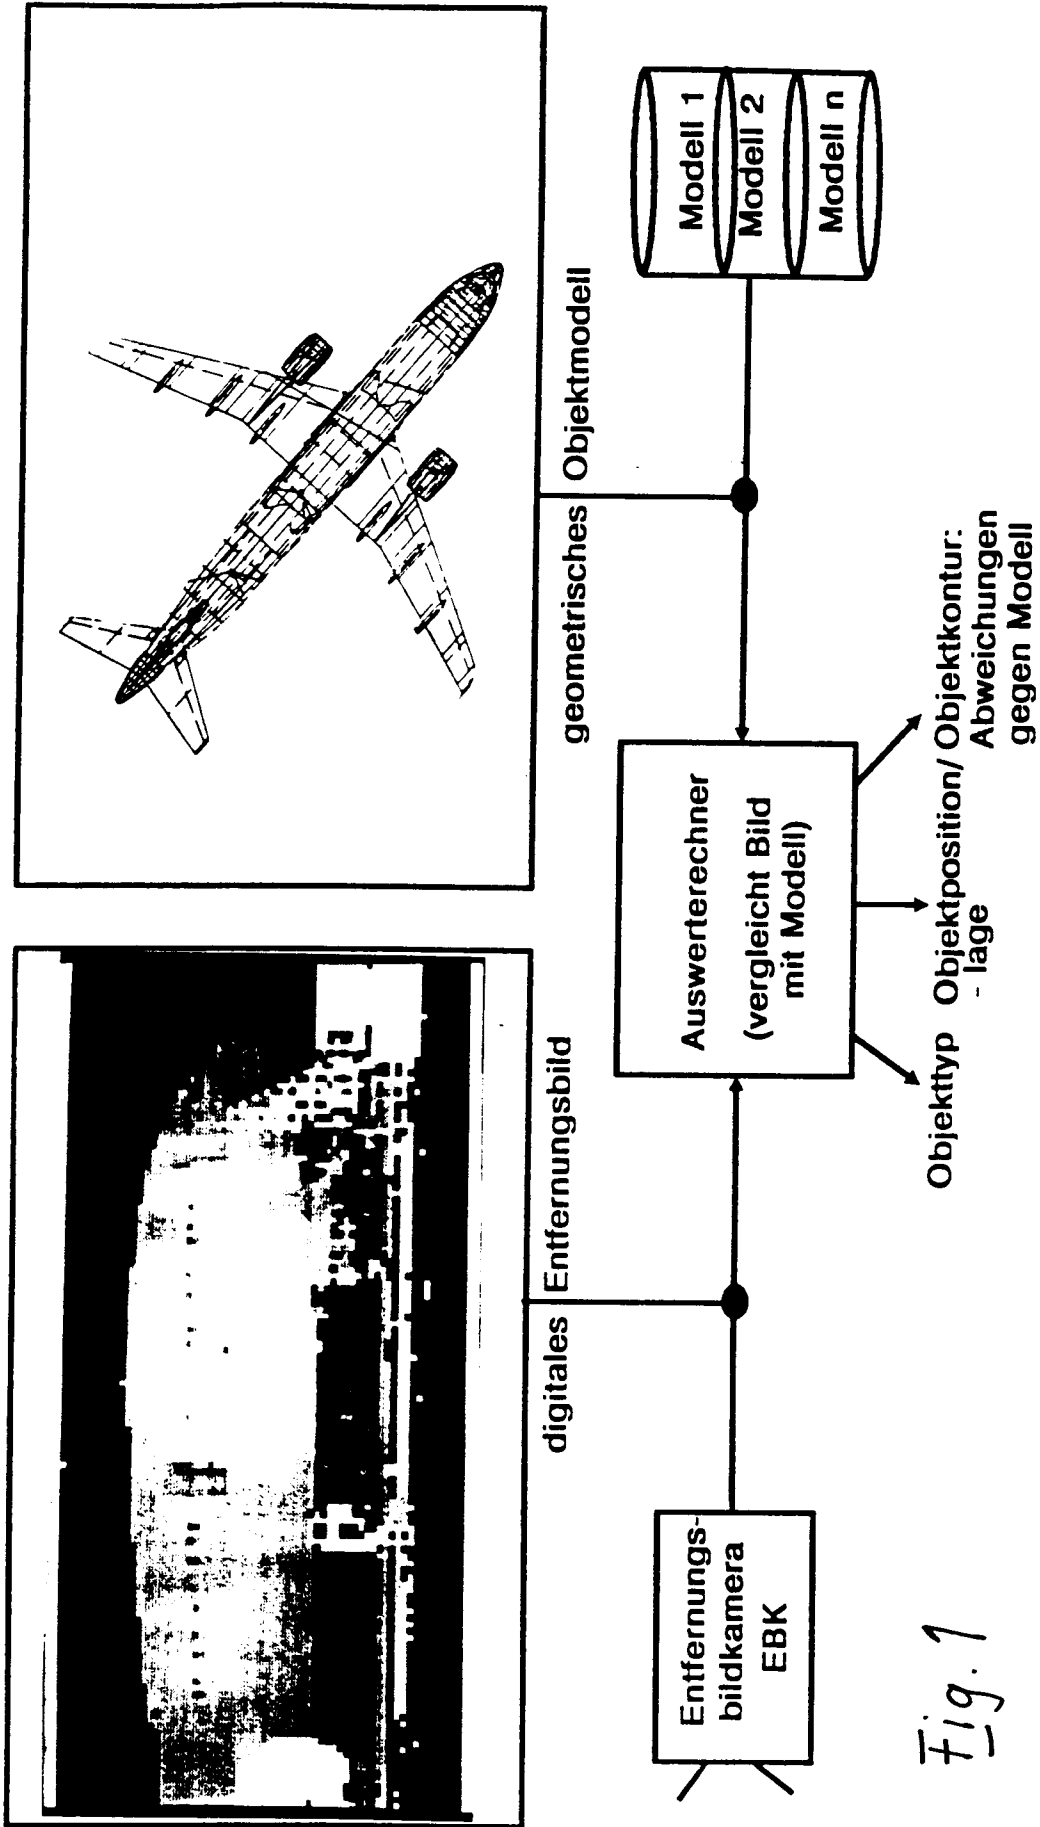 digitales Entfernungsbild
geometrisches Objektmodell
Entfernungs-
bildkamera
EBK
Auswerterechner
(vergleicht Bild
mit Modell)
Modell 1
Modell 2
Modell n
Objekttyp
Objektposition/
- lage
Objektkontur:
Abweichungen
gegen Modell
Fig. 1